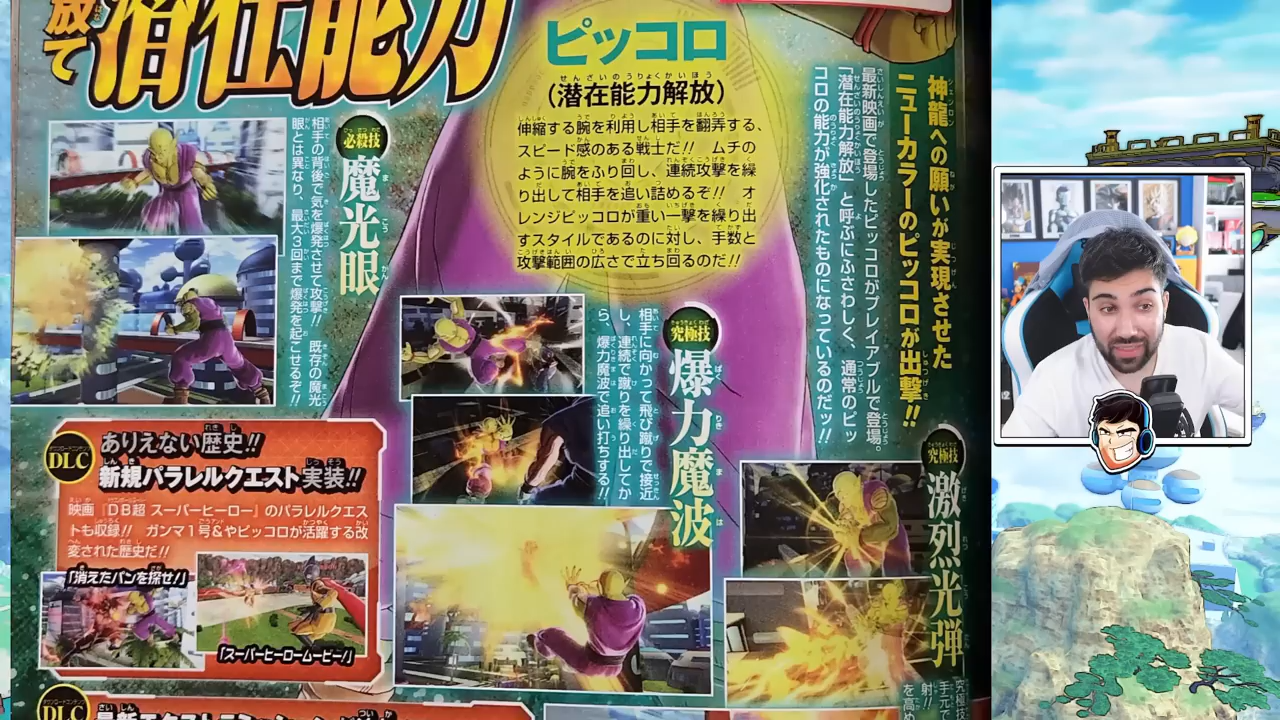 放て
潜在能力
ピッコロ
せんざいのうりょくかいほう
(潜在能力解放)
伸縮する腕を利用し相手を翻弄する、
スピード感のある戦士だ!! ムチの
ように腕をふり回し、連続攻撃を繰
り出して相手を追い詰めるぞ!! オ
レンジピッコロが重い一撃を繰り出
すスタイルであるのに対し、手数と
攻撃範囲の広さで立ち回るのだ!!
神龍への願いが実現させた
ニューカラーのピッコロが出撃!!
最新映画で登場したピッコロがプレイアブルで登場。
「潜在能力解放」と呼ぶにふさわしく、通常のピッ
コロの能力が強化されたものになっているのだッ!!
必殺技
魔光眼
相手の背後で気を爆発させて攻撃!! 既存の魔光
眼とは異なり、最大3回まで爆発を起こせるぞ!!
究極技
爆力魔波
相手に向かって飛び蹴りで接近
し、連続で蹴りを繰り出してか
ら、爆力魔波で追い打ちする!!
究極技
激烈光弾
DLC
ありえない歴史!!
新規パラレルクエスト実装!!
映画『DB超 スーパーヒーロー』のパラレルクエス
トも収録!! ガンマ1号&やピッコロが活躍する改
変された歴史だ!!
「消えたパンを探せ!」
「スーパーヒーロームービー!」
DLC